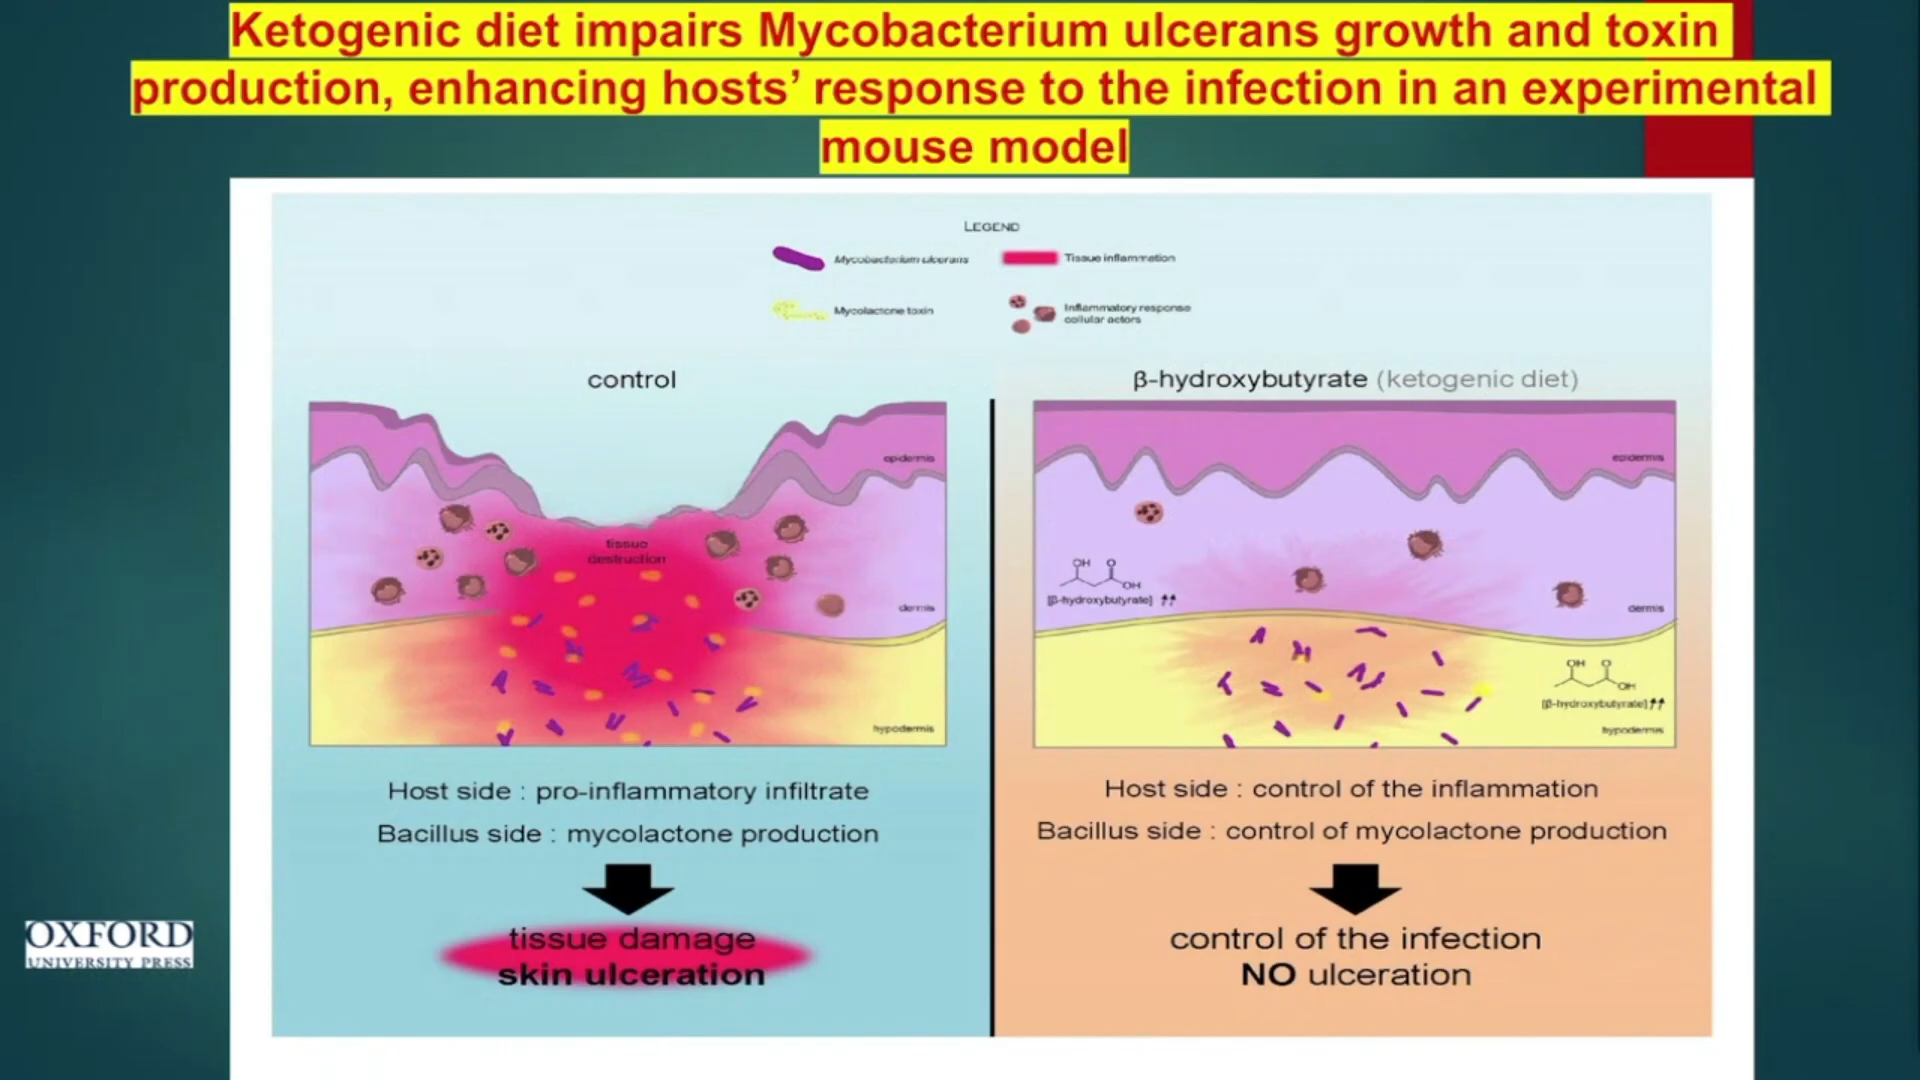 Ketogenic diet impairs Mycobacterium ulcerans growth and toxin
production, enhancing hosts’ response to the infection in an experimental
mouse model
LEGEND
Mycobacterium ulcerans
Tissue inflammation
Mycolactone toxin
Inflammatory response
cellular actors
control
epidermis
tissue
destruction
dermis
hypodermis
Host side : pro-inflammatory infiltrate
Bacillus side : mycolactone production
tissue damage
skin ulceration
β-hydroxybutyrate (ketogenic diet)
epidermis
OH O
OH
[β-hydroxybutyrate]
dermis
OH O
OH
[β-hydroxybutyrate]
hypodermis
Host side : control of the inflammation
Bacillus side : control of mycolactone production
control of the infection
NO ulceration
OXFORD
UNIVERSITY PRESS